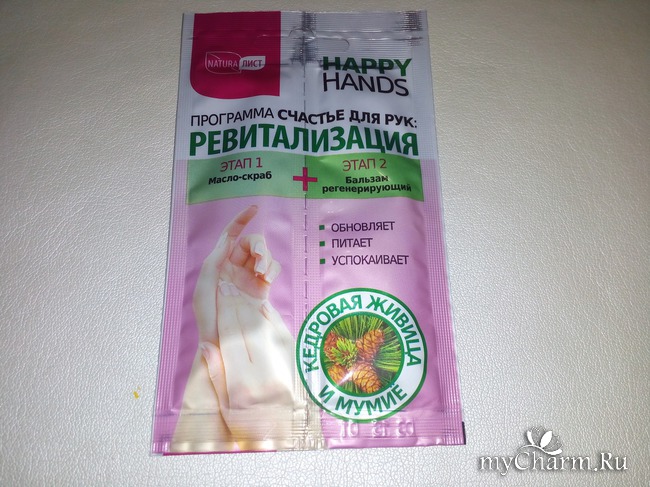 NATURA ЛИСТ
HAPPY
HANDS
ПРОГРАММА СЧАСТЬЕ ДЛЯ РУК:
РЕВИТАЛИЗАЦИЯ
ЭТАП 1
Масло-скраб
+
ЭТАП 2
Бальзам
регенерирующий
ОБНОВЛЯЕТ
ПИТАЕТ
УСПОКАИВАЕТ
КЕДРОВАЯ ЖИВИЦА
И МУМИЁ
myCharm.Ru